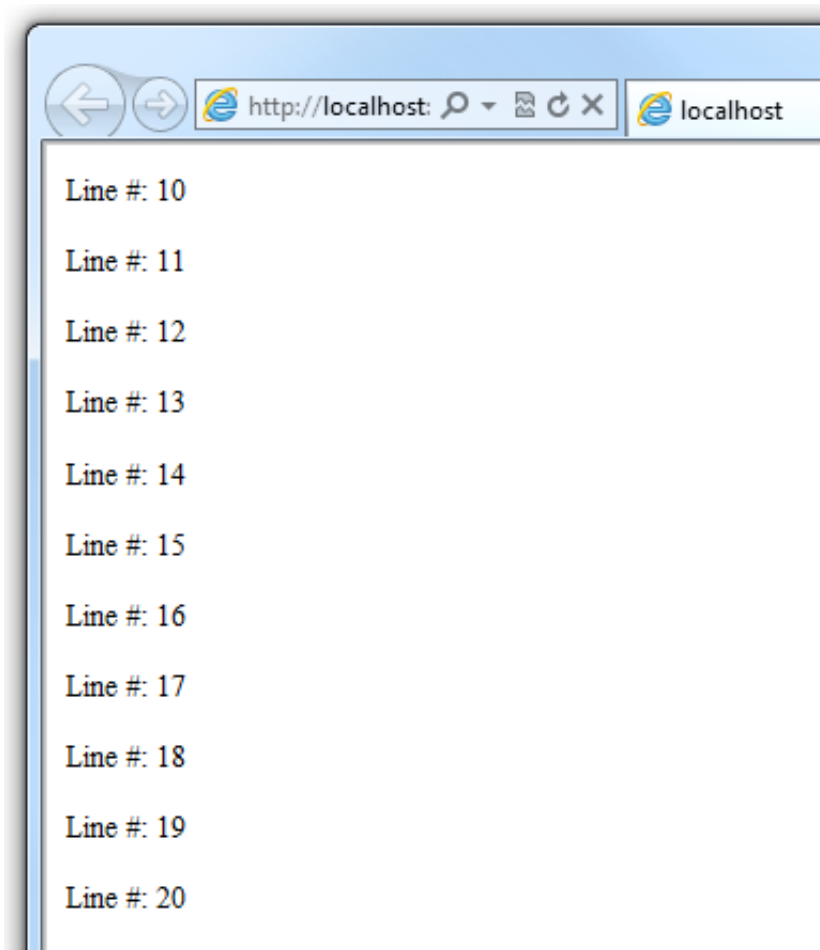 http://localhost: localhost
Line #: 10
Line #: 11
Line #: 12
Line #: 13
Line #: 14
Line #: 15
Line #: 16
Line #: 17
Line #: 18
Line #: 19
Line #: 20